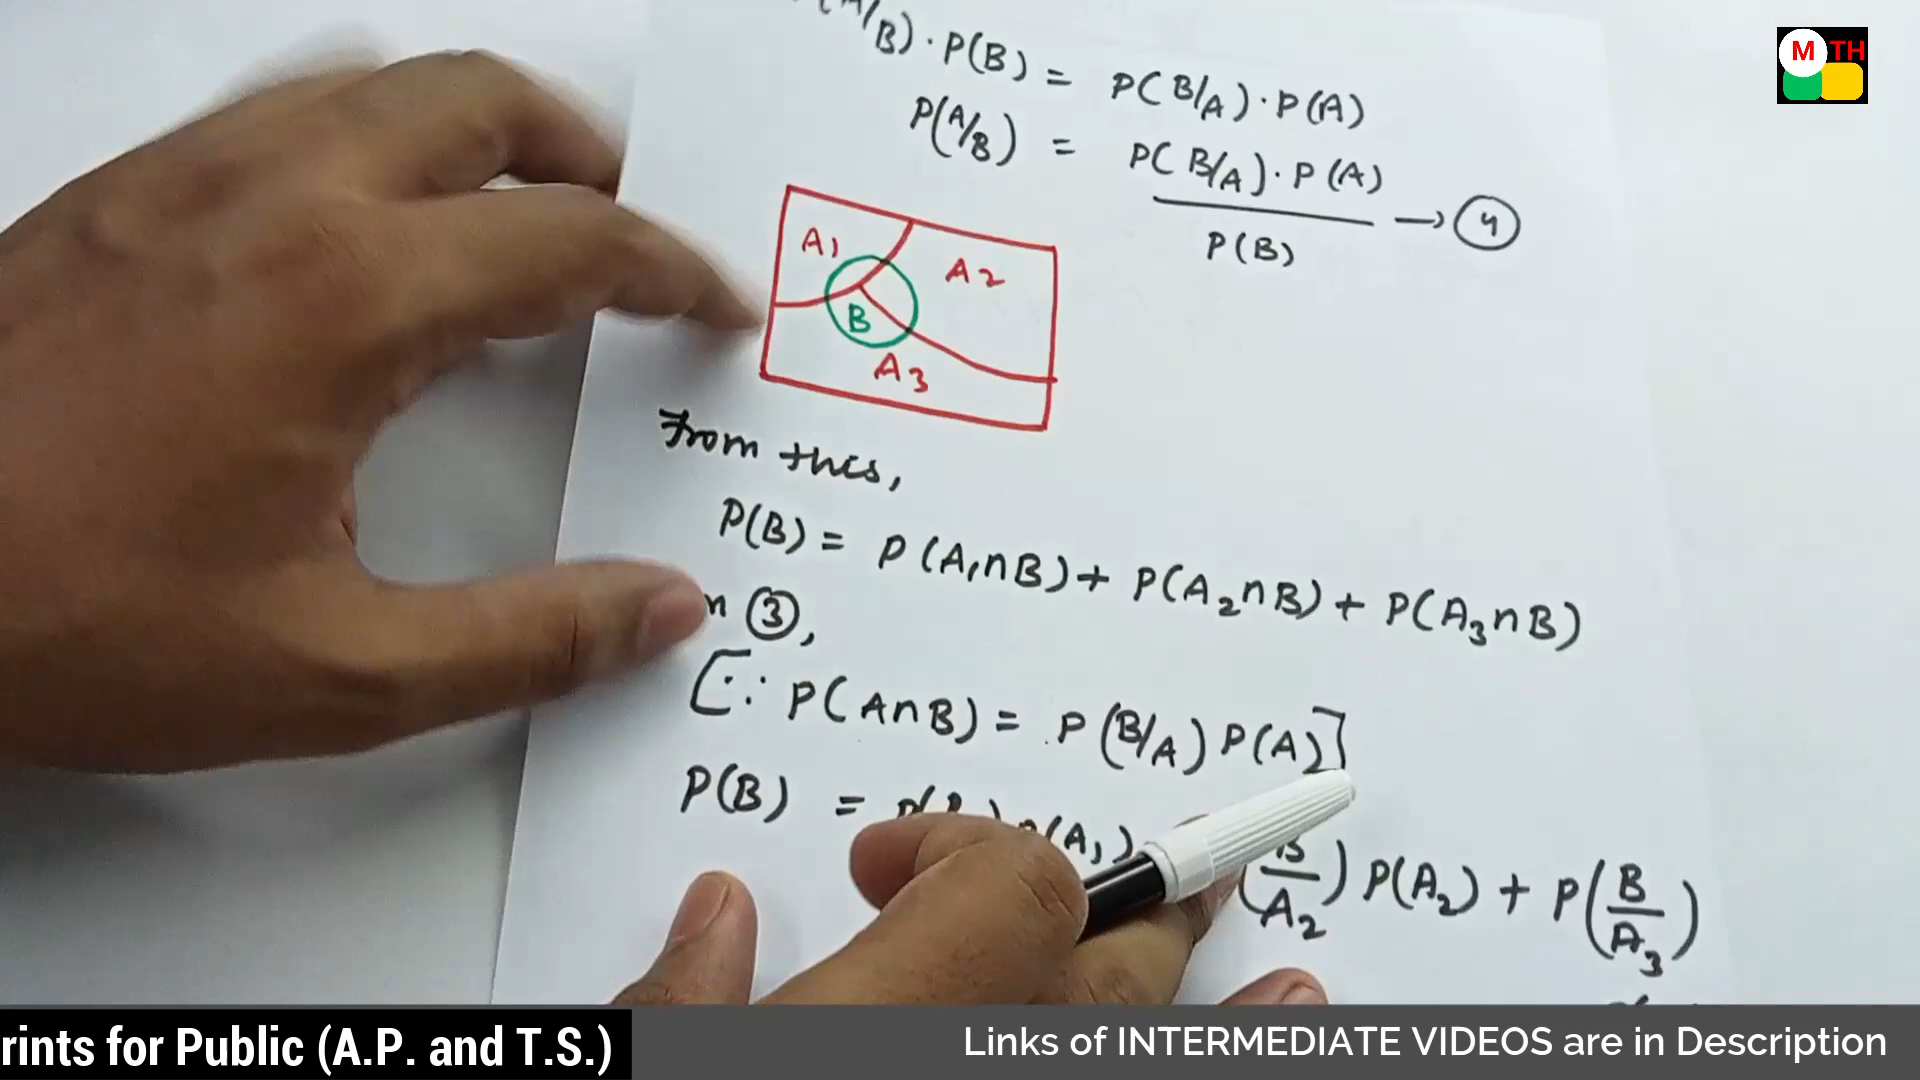 M TH
/B) · P(B) = P(B/A) · P(A)
P(A/B) = P(B/A) · P(A)
P(B)
→ 4
A1
A2
B
A3
From this,
P(B) = P(A1∩B) + P(A2∩B) + P(A3∩B)
n 3,
[∵ P(A∩B) = P(B/A) P(A)]
P(B) = (A1) B/A2) P(A2) + P(B/A3)
rints for Public (A.P. and T.S.)
Links of INTERMEDIATE VIDEOS are in Description